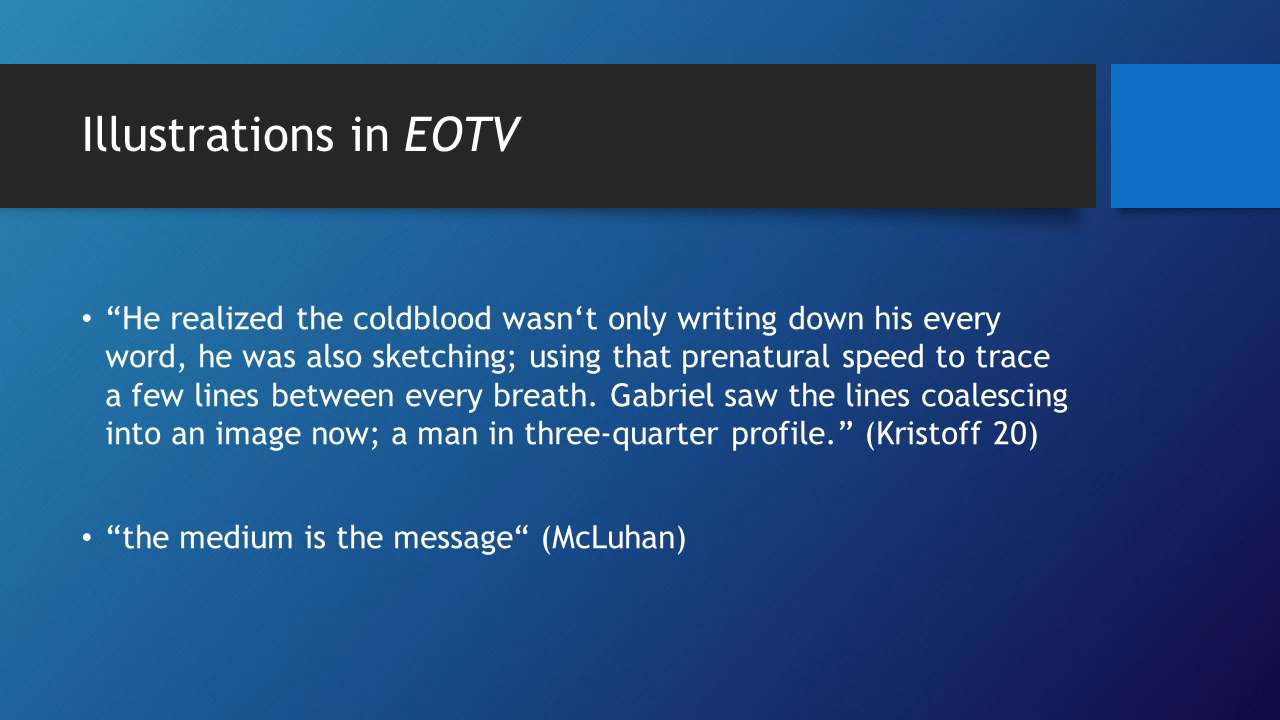 Illustrations in EOTV
• “He realized the coldblood wasn‘t only writing down his every
word, he was also sketching; using that prenatural speed to trace
a few lines between every breath. Gabriel saw the lines coalescing
into an image now; a man in three-quarter profile.” (Kristoff 20)
• “the medium is the message“ (McLuhan)